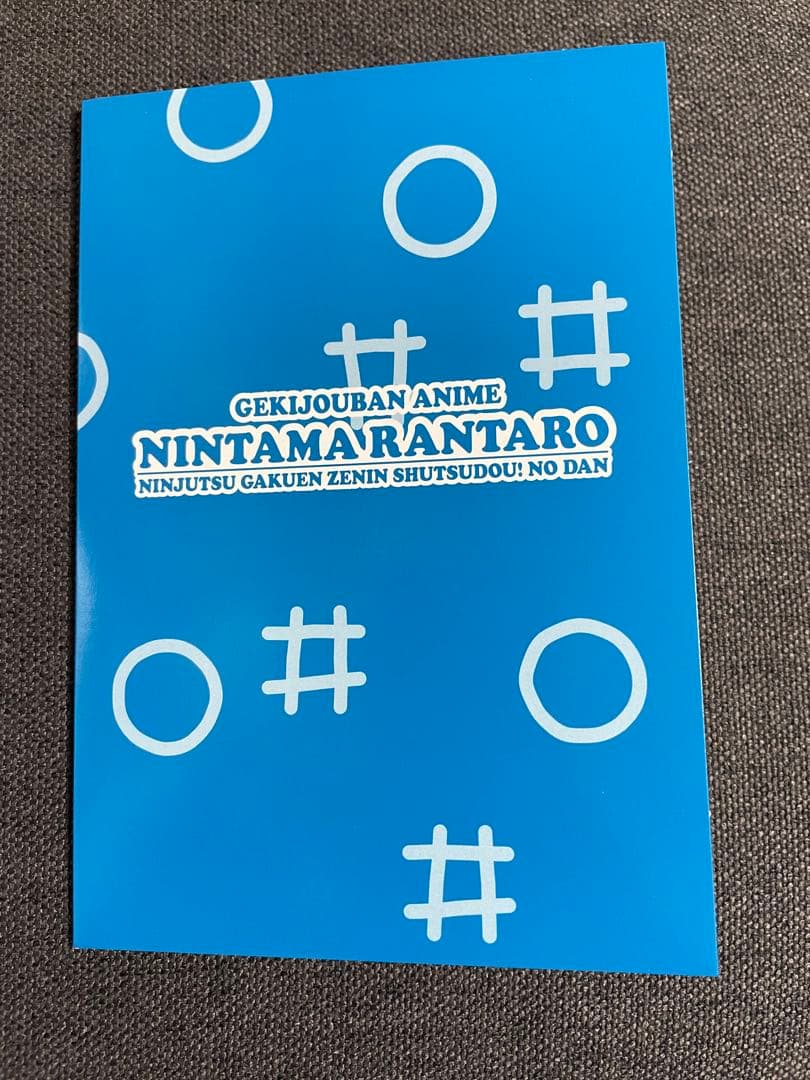 GEKIJOUBAN ANIME
NINTAMA RANTARO
NINJUTSU GAKUEN ZENIN SHUTSUDOU! NO DAN